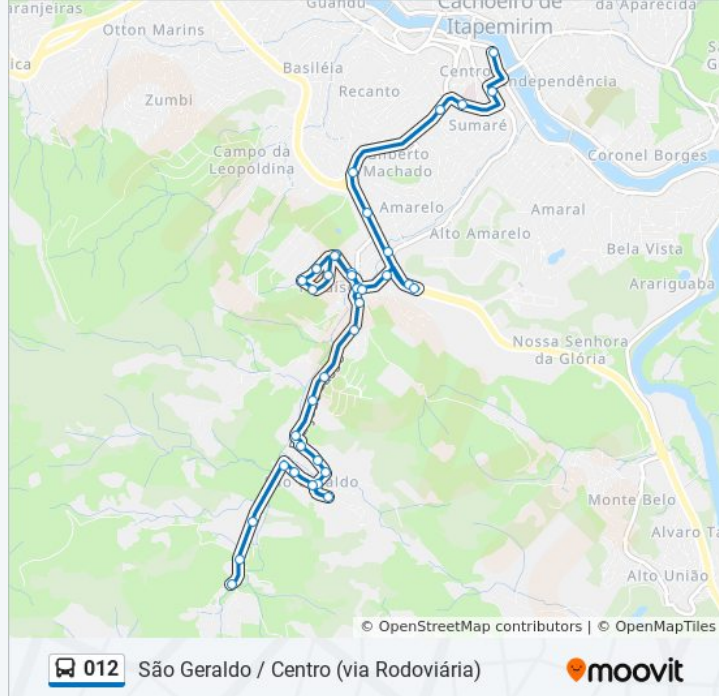 aranjeiras
Guandu
Cachoeiro de
Itapemirim
da Aparecida
Otton Marins
Basiléia
Centro
Independência
Zumbi
Recanto
Sumaré
Campo da
Leopoldina
Machado
Coronel Borges
Amarelo
Amaral
Alto Amarelo
Bela Vista
Arariguaba
Nossa Senhora
da Glória
Monte Belo
Alvaro Ta
Alto União
© OpenStreetMap contributors | © OpenMapTiles
012 São Geraldo / Centro (via Rodoviária)
moovit